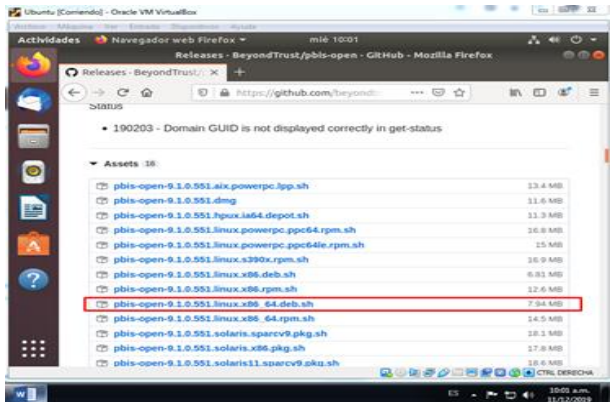 Ubuntu [Corriendo] - Oracle VM VirtualBox
Archivo Máquina Ver Entrada Dispositivos Ayuda
Actividades Navegador web Firefox mié 10:01
Releases · BeyondTrust/pbis-open · GitHub - Mozilla Firefox
Releases · BeyondTrust/
https://github.com/beyondt
Status
190203 - Domain GUID is not displayed correctly in get-status
Assets 16
pbis-open-9.1.0.551.aix.powerpc.lpp.sh 13.4 MB
pbis-open-9.1.0.551.dmg 11.6 MB
pbis-open-9.1.0.551.hpux.ia64.depot.sh 11.3 MB
pbis-open-9.1.0.551.linux.powerpc.ppc64.rpm.sh 16.8 MB
pbis-open-9.1.0.551.linux.powerpc.ppc64le.rpm.sh 15 MB
pbis-open-9.1.0.551.linux.s390x.rpm.sh 16.9 MB
pbis-open-9.1.0.551.linux.x86.deb.sh 6.81 MB
pbis-open-9.1.0.551.linux.x86.rpm.sh 12.6 MB
pbis-open-9.1.0.551.linux.x86_64.deb.sh 7.94 MB
pbis-open-9.1.0.551.linux.x86_64.rpm.sh 14.5 MB
pbis-open-9.1.0.551.solaris.sparcv9.pkg.sh 18.1 MB
pbis-open-9.1.0.551.solaris.x86.pkg.sh 17.8 MB
pbis-open-9.1.0.551.solaris11.sparcv9.pkg.sh 18.6 MB
CTRL DERECHA
ES 10:01 a.m.
11/12/2019